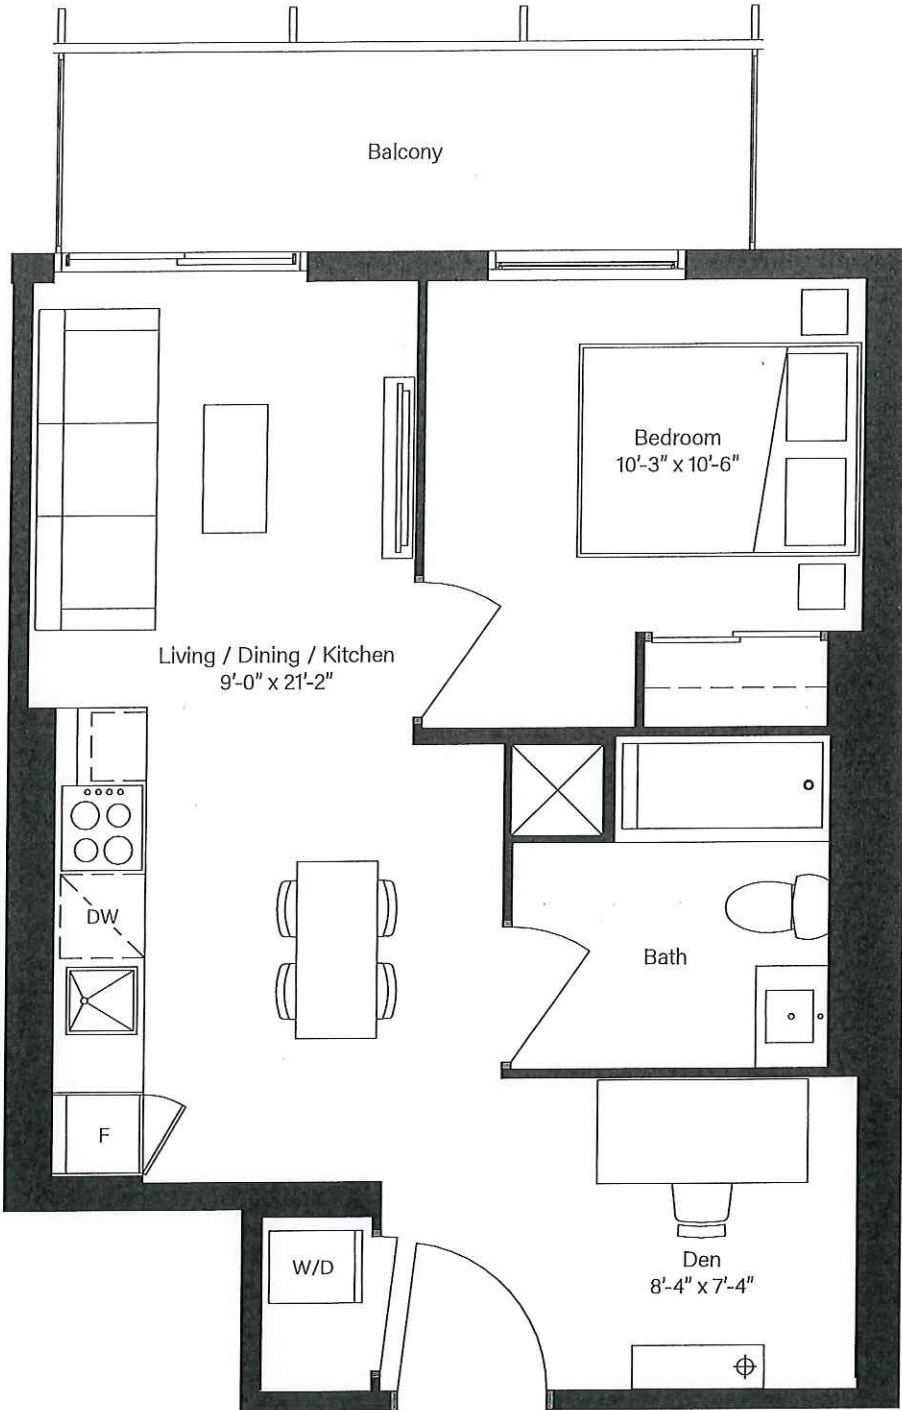 Balcony
Bedroom
10'-3" x 10'-6"
Living / Dining / Kitchen
9'-0" x 21'-2"
DW
Bath
F
W/D
Den
8'-4" x 7'-4"